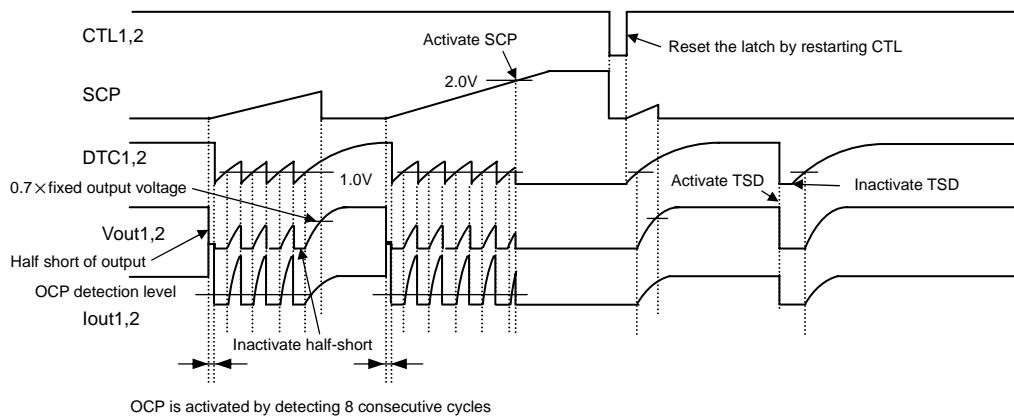 CTL1,2
Activate SCP
Reset the latch by restarting CTL
2.0V
SCP
DTC1,2
1.0V
0.7×fixed output voltage
Activate TSD
Inactivate TSD
Vout1,2
Half short of output
OCP detection level
Iout1,2
Inactivate half-short
OCP is activated by detecting 8 consecutive cycles